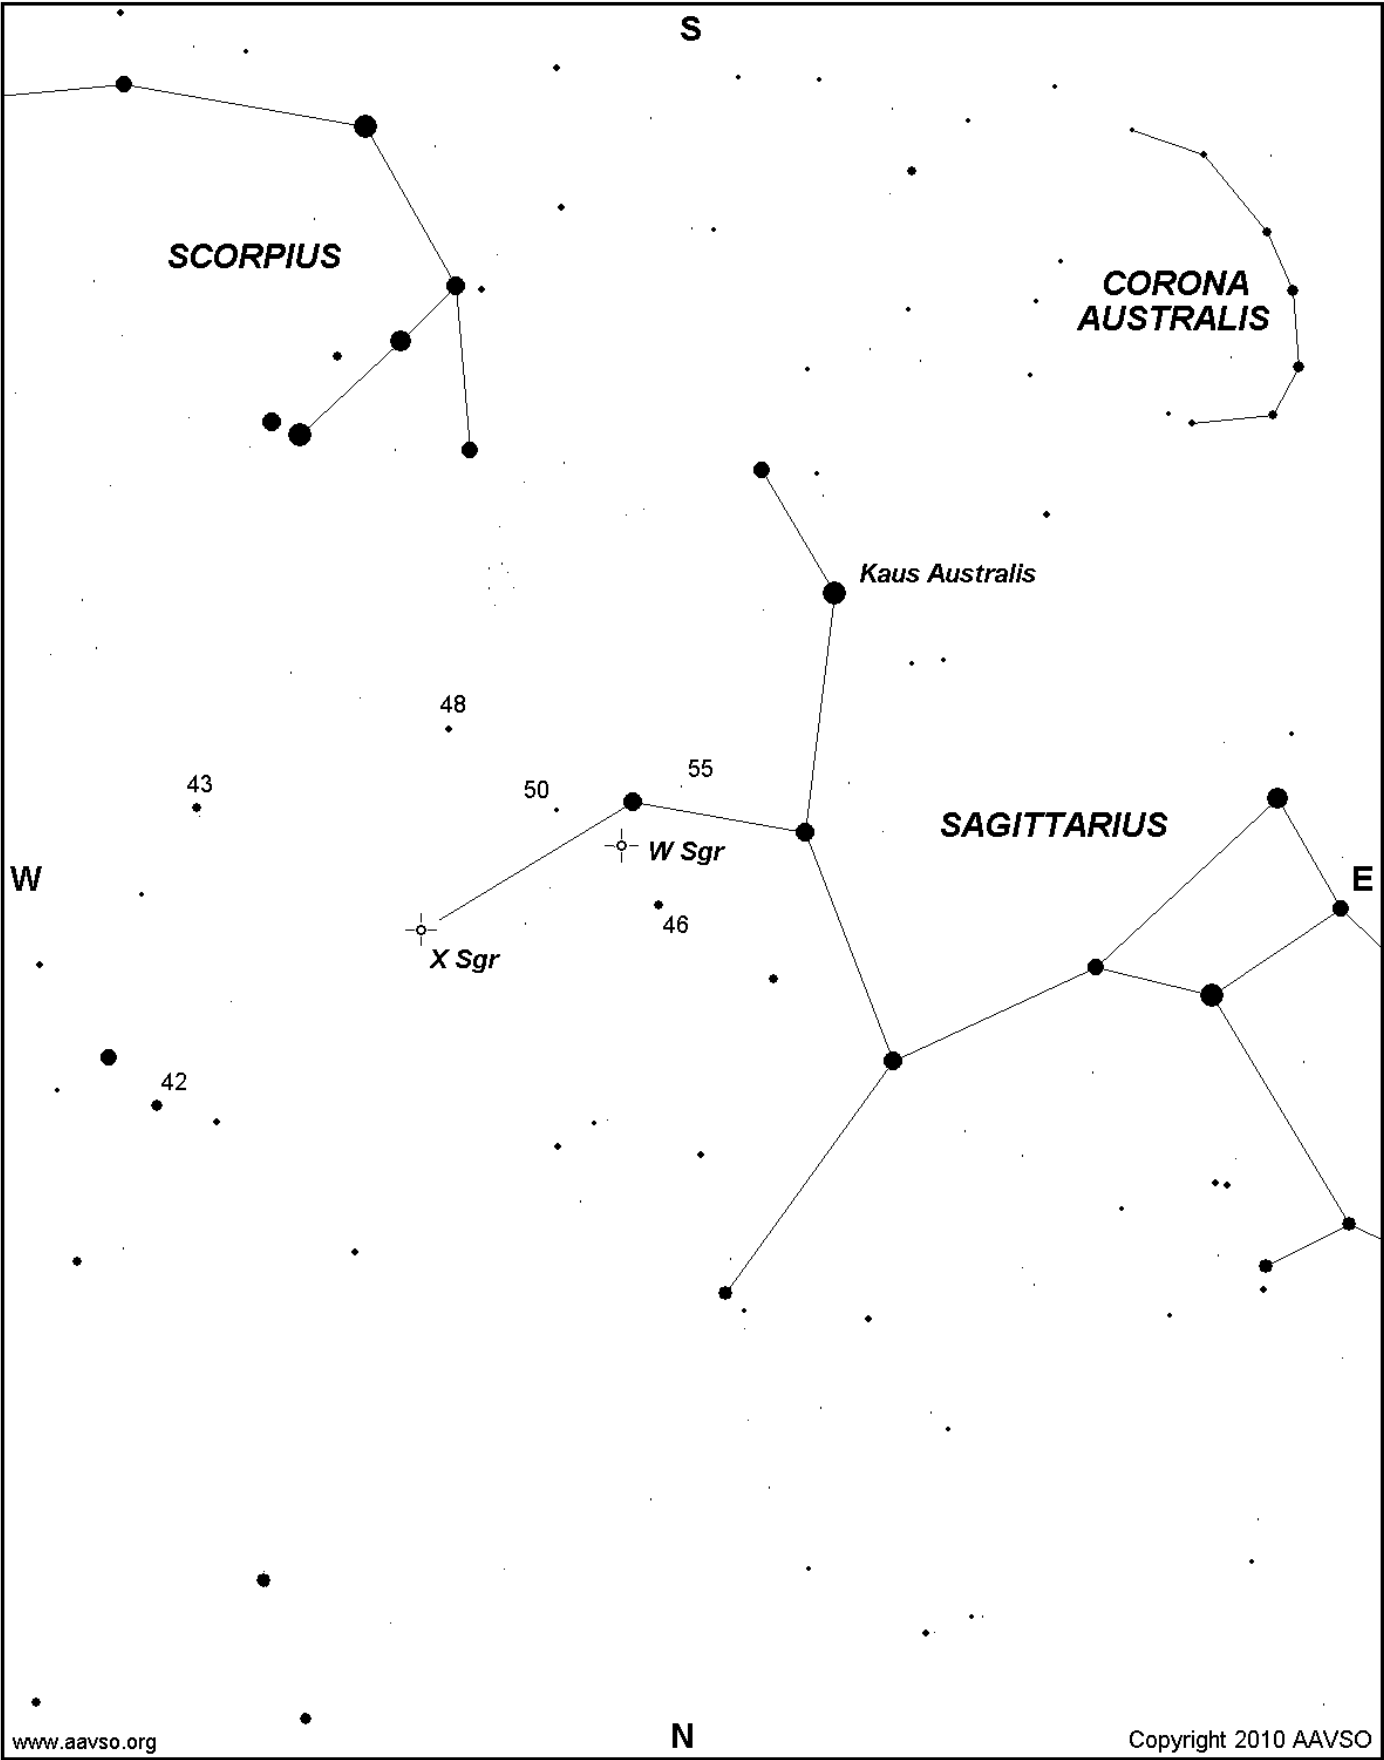 S
SCORPIUS
CORONA
AUSTRALIS
Kaus Australis
48
55
43
50
SAGITTARIUS
W Sgr
W
E
46
X Sgr
42
N
www.aavso.org
Copyright 2010 AAVSO